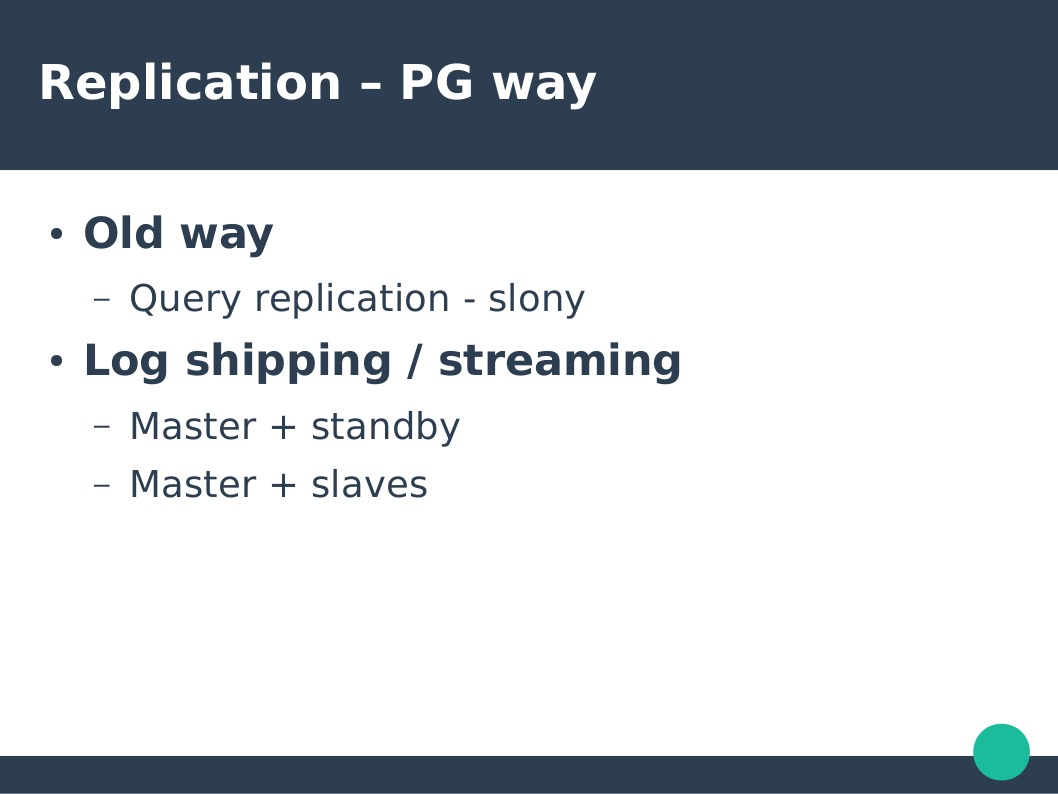 Replication – PG way
• Old way
– Query replication - slony
• Log shipping / streaming
– Master + standby
– Master + slaves